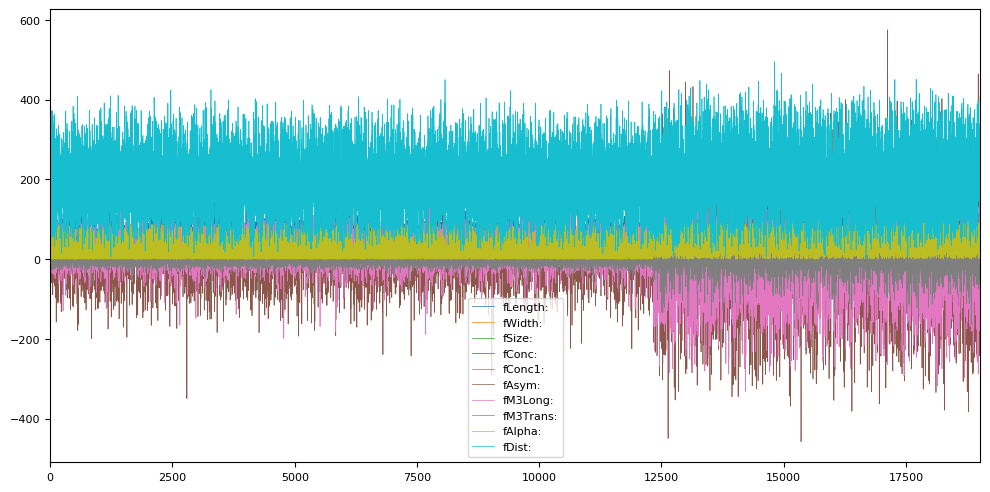 600
400
200
0
−200
−400
0
2500
5000
7500
10000
12500
15000
17500
fLength:
fWidth:
fSize:
fConc:
fConc1:
fAsym:
fM3Long:
fM3Trans:
fAlpha:
fDist: